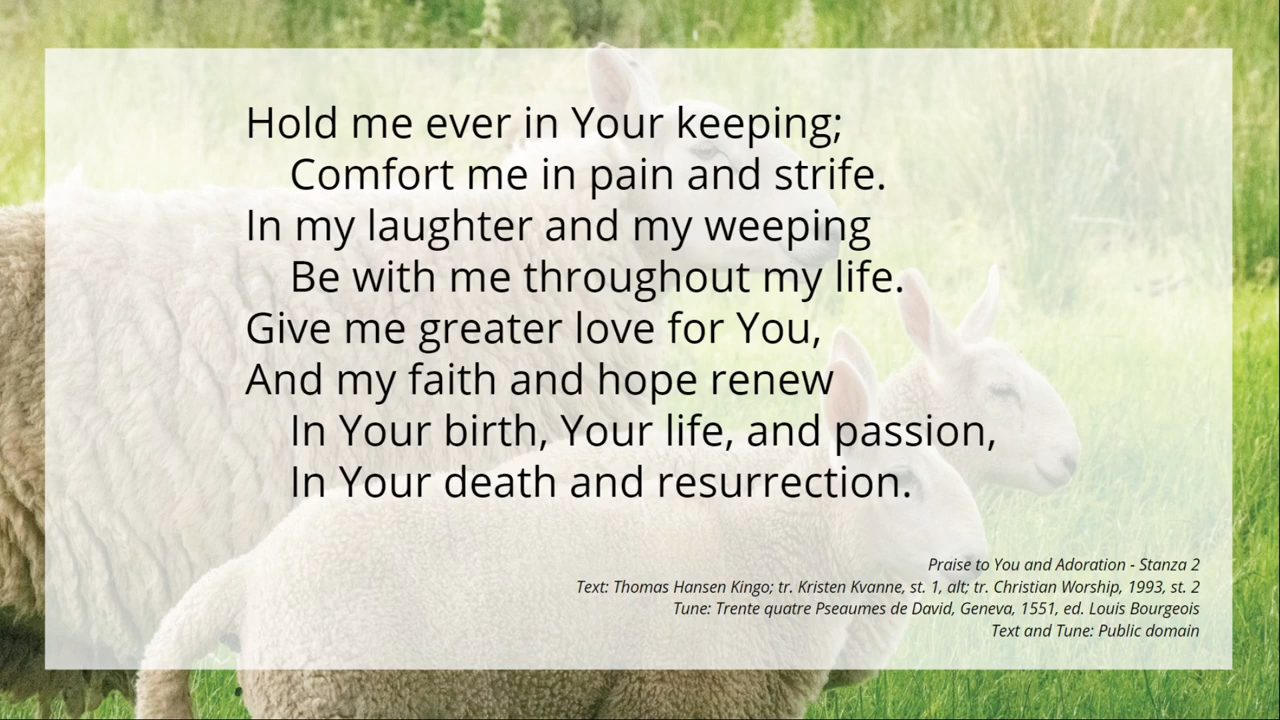 Hold me ever in Your keeping;
Comfort me in pain and strife.
In my laughter and my weeping
Be with me throughout my life.
Give me greater love for You,
And my faith and hope renew
In Your birth, Your life, and passion,
In Your death and resurrection.
Praise to You and Adoration - Stanza 2
Text: Thomas Hansen Kingo; tr. Kristen Kvanne, st. 1, alt; tr. Christian Worship, 1993, st. 2
Tune: Trente quatre Pseaumes de David, Geneva, 1551, ed. Louis Bourgeois
Text and Tune: Public domain